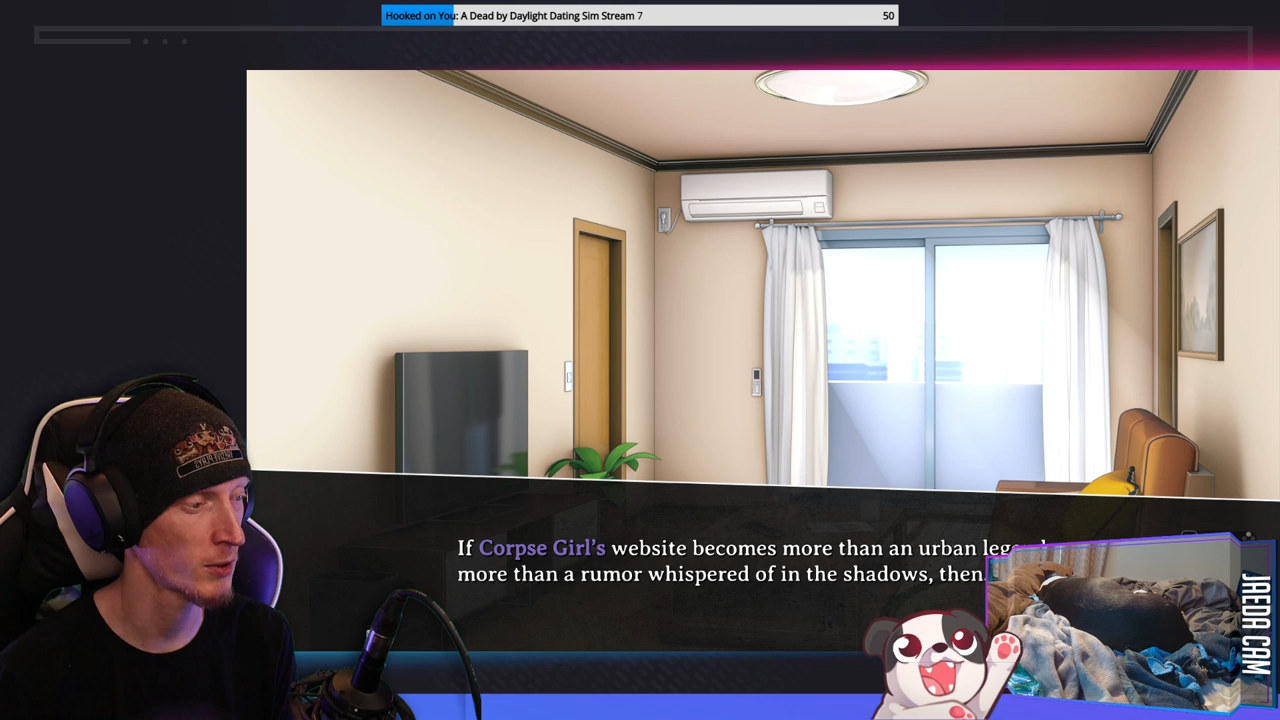 Hooked on You: A Dead by Daylight Dating Sim Stream 7
50
If Corpse Girl's website becomes more than an urban
more than a rumor whispered of in the shadows, then
JAEDA CAM